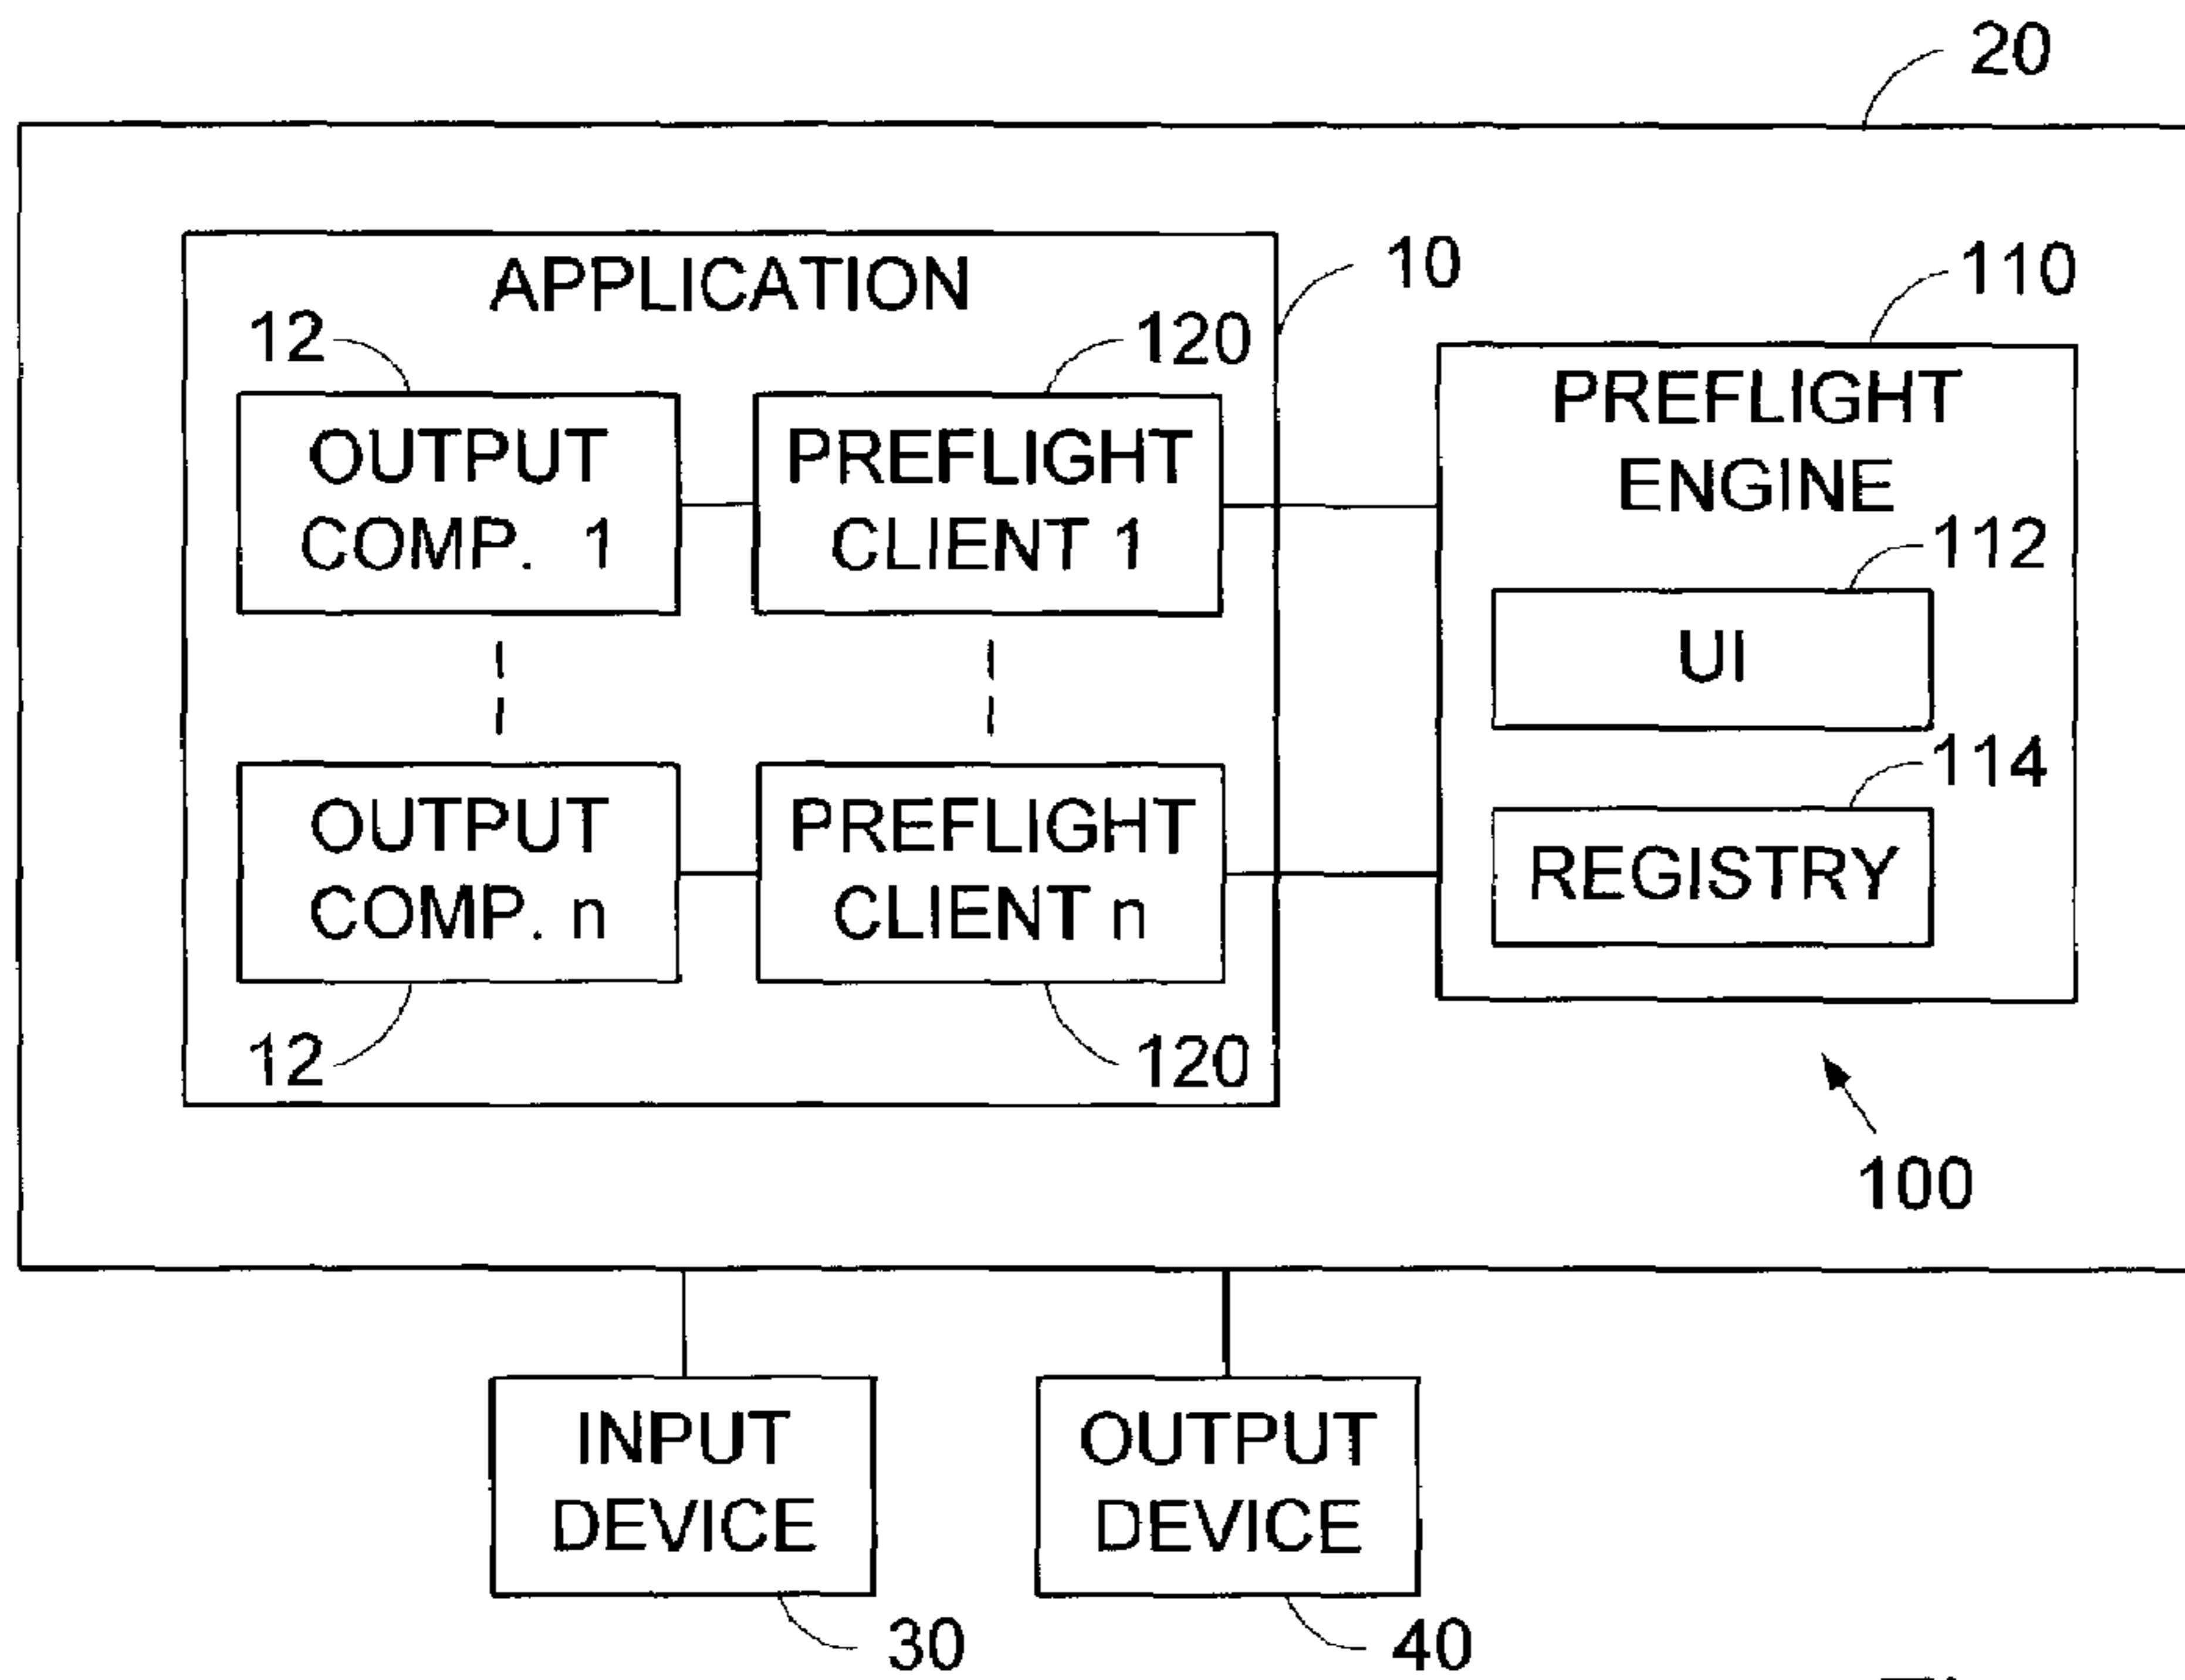 20
APPLICATION
10
110
12
120
PREFLIGHT
ENGINE
OUTPUT
COMP. 1
PREFLIGHT
CLIENT 1
112
UI
114
OUTPUT
COMP. n
PREFLIGHT
CLIENT n
REGISTRY
12
120
100
INPUT
DEVICE
OUTPUT
DEVICE
30
40